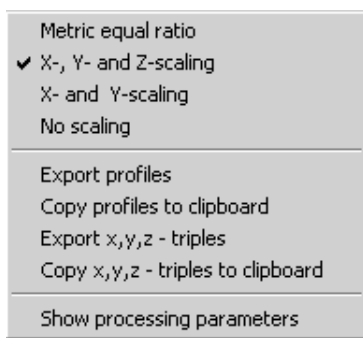 Metric equal ratio
X-, Y- and Z-scaling
X- and Y-scaling
No scaling
Export profiles
Copy profiles to clipboard
Export x,y,z - triples
Copy x,y,z - triples to clipboard
Show processing parameters